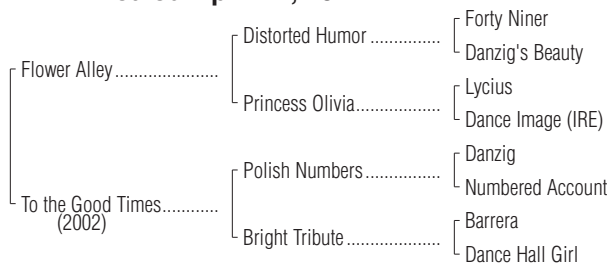 Forty Niner
Distorted Humor ..................
Danzig's Beauty
Flower Alley ......................
Lycius
Princess Olivia..................
Dance Image (IRE)
Danzig
Polish Numbers ................
Numbered Account
To the Good Times............
(2002)
Barrera
Bright Tribute ...................
Dance Hall Girl